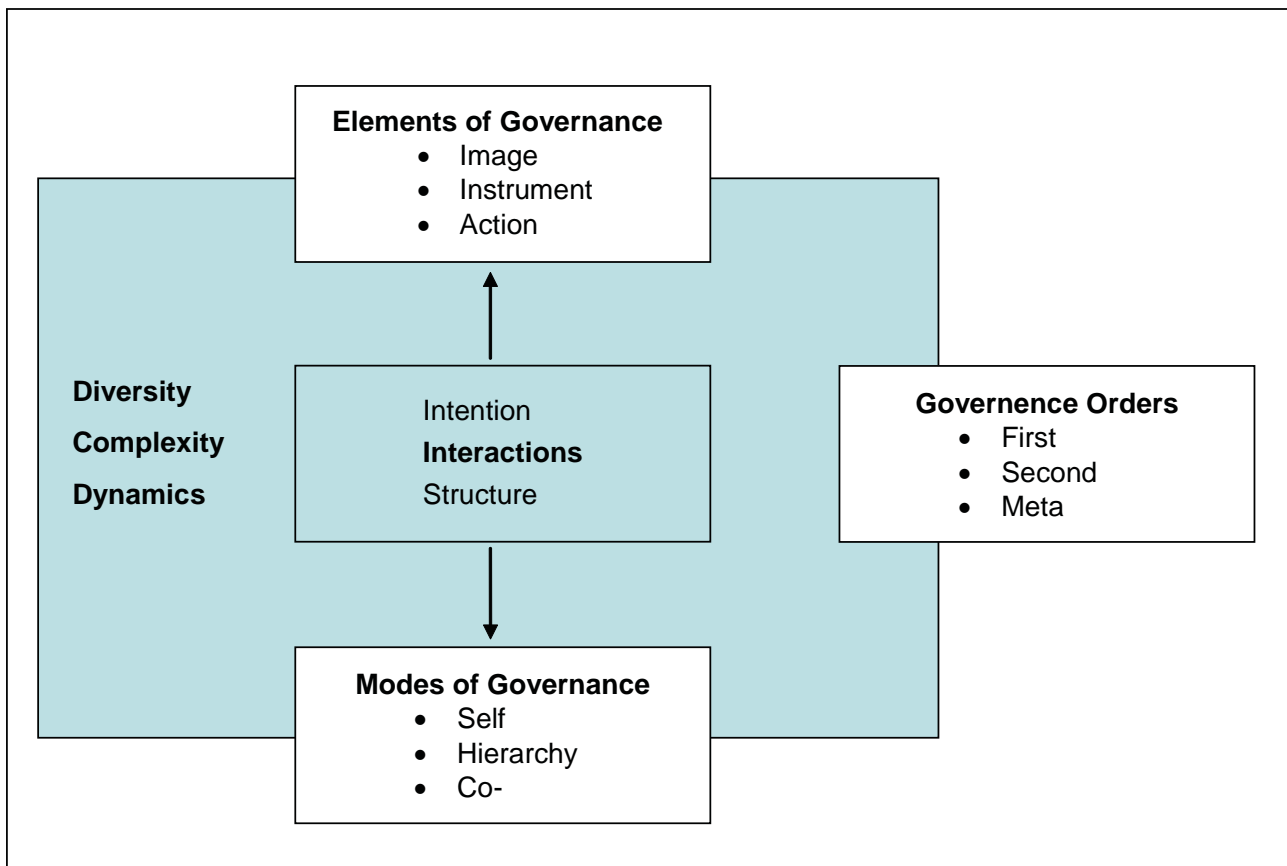 Elements of Governance
• Image
• Instrument
• Action
Diversity
Complexity
Dynamics
Intention
Interactions
Structure
Governence Orders
• First
• Second
• Meta
Modes of Governance
• Self
• Hierarchy
• Co-